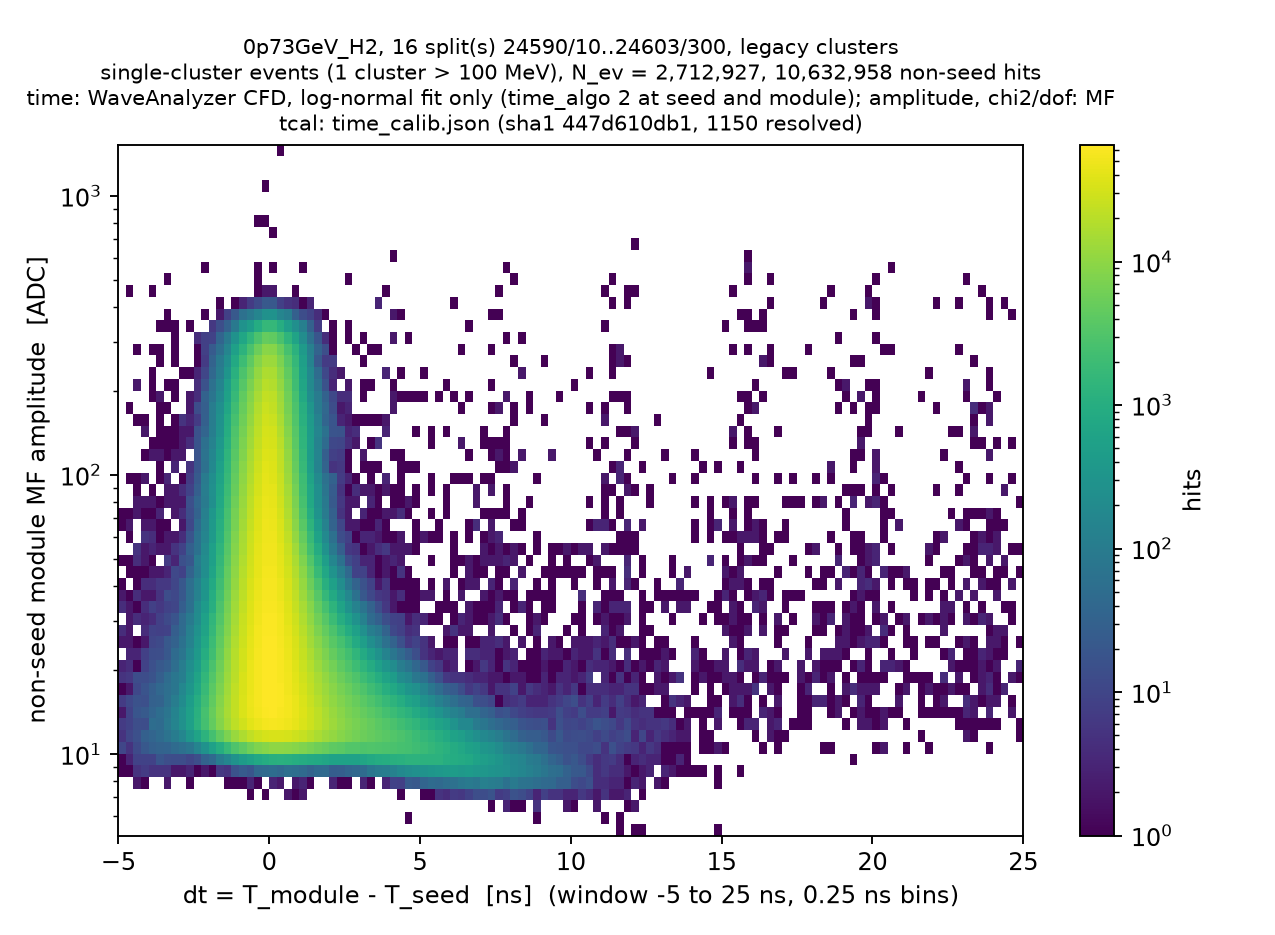 0p73GeV_H2, 16 split(s) 24590/10..24603/300, legacy clusters
single-cluster events (1 cluster > 100 MeV), N_ev = 2,712,927, 10,632,958 non-seed hits
time: WaveAnalyzer CFD, log-normal fit only (time_algo 2 at seed and module); amplitude, chi2/dof: MF
tcal: time_calib.json (sha1 447d610db1, 1150 resolved)
non-seed module MF amplitude [ADC]
10³
10²
10¹
−5 0 5 10 15 20 25
dt = T_module - T_seed [ns] (window -5 to 25 ns, 0.25 ns bins)
10⁴
10³
10²
10¹
10⁰
hits